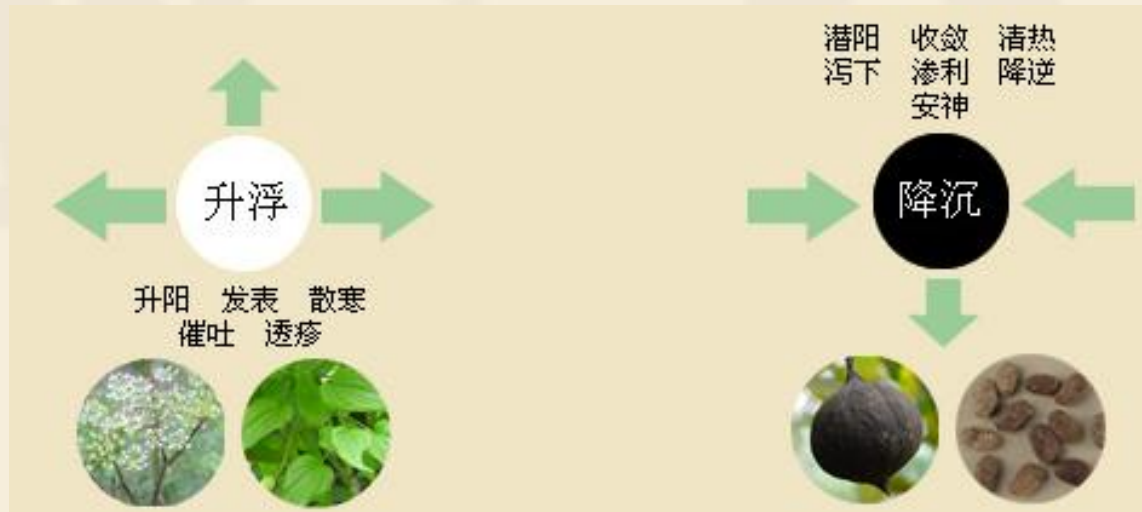 升浮
升阳 发表 散寒
催吐 透疹
潜阳 收敛 清热
泻下 渗利 降逆
安神
降沉